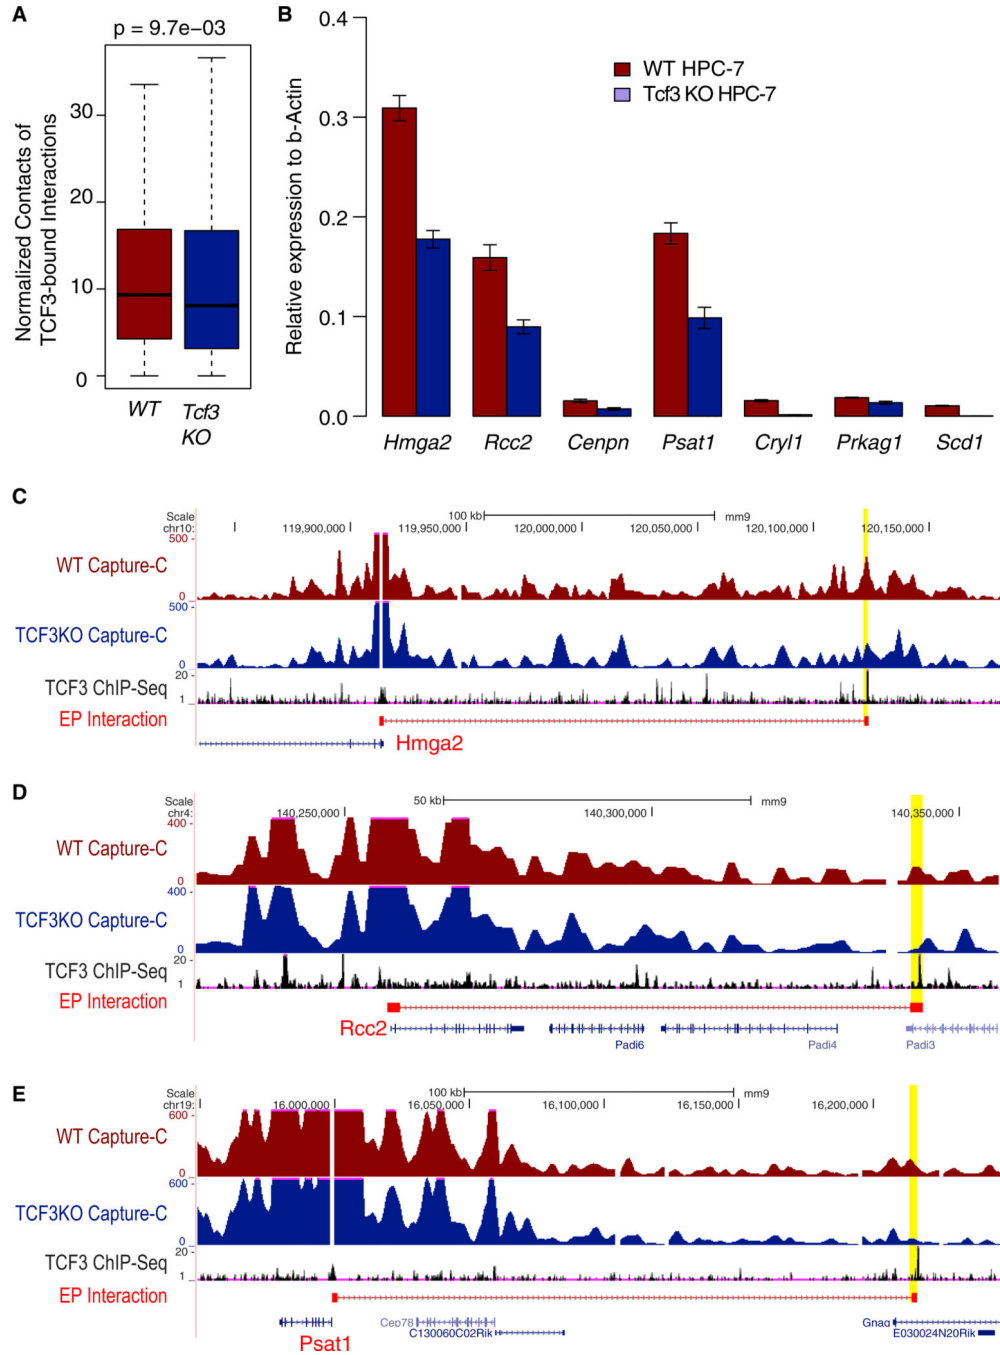 A
p = 9.7e−03
Normalized Contacts of
TCF3-bound Interactions
30
20
10
0
WT
Tcf3
KO
B
Relative expression to b-Actin
0.4
0.3
0.2
0.1
0.0
WT HPC-7
Tcf3 KO HPC-7
Hmga2 Rcc2 Cenpn Psat1 Cryl1 Prkag1 Scd1
C
Scale 100 kb mm9
chr10: 119,900,000 119,950,000 120,000,000 120,050,000 120,100,000 120,150,000
500 -
WT Capture-C
0
500 -
TCF3KO Capture-C
0
20 -
TCF3 ChIP-Seq
1
EP Interaction
Hmga2
D
Scale 50 kb mm9
chr4: 140,250,000 140,300,000 140,350,000
400 -
WT Capture-C
0
400 -
TCF3KO Capture-C
0
20 -
TCF3 ChIP-Seq
1
EP Interaction
Rcc2
Padi6 Padi4 Padi3
E
Scale 100 kb mm9
chr19: 16,000,000 16,050,000 16,100,000 16,150,000 16,200,000
600 -
WT Capture-C
0
600 -
TCF3KO Capture-C
0
20 -
TCF3 ChIP-Seq
1
EP Interaction
Psat1
Cep78 Gnaq
C130060C02Rik E030024N20Rik